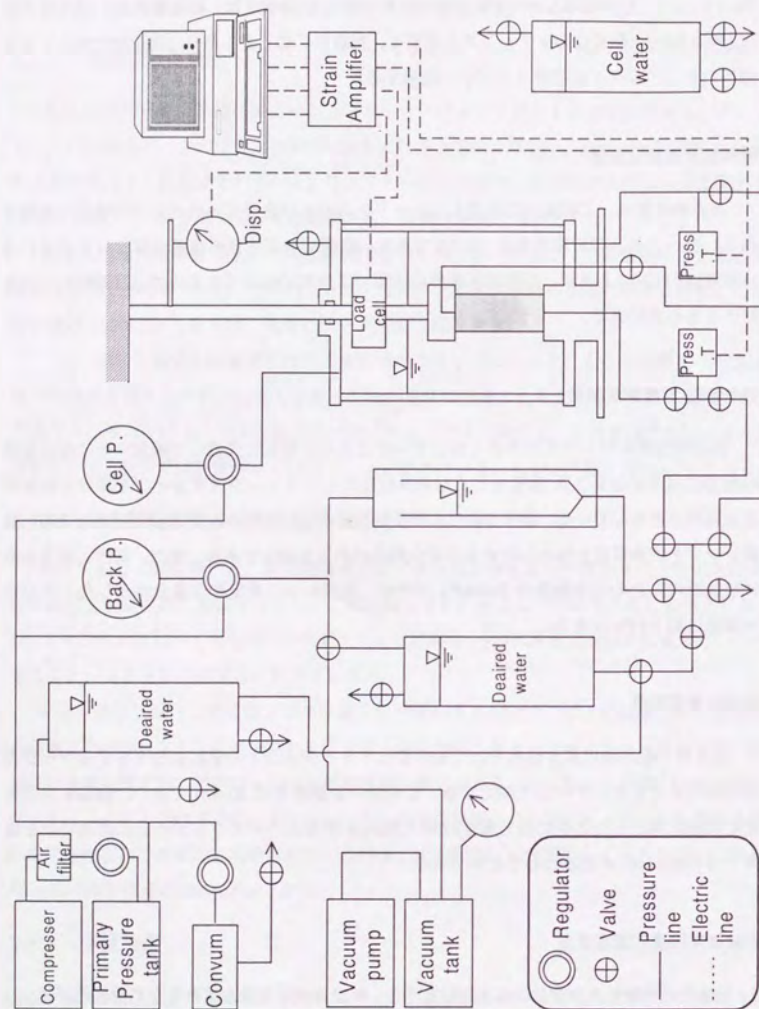 Compresser
Air
filter
Primary
Pressure
tank
Convum
Vacuum
pump
Vacuum
tank
Regulator
Valve
Pressure
line
Electric
line
Deaired
water
Deaired
water
Back P.
Cell P.
Disp.
Load
cell
Strain
Amplifier
Cell
water
Press
T
Press
T